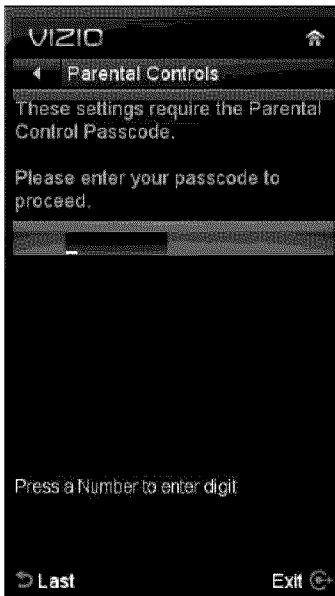 VIZIO
Parental Controls
These settings require the Parental
Control Passcode.
Please enter your passcode to
proceed.
Press a Number to enter digit
Last
Exit